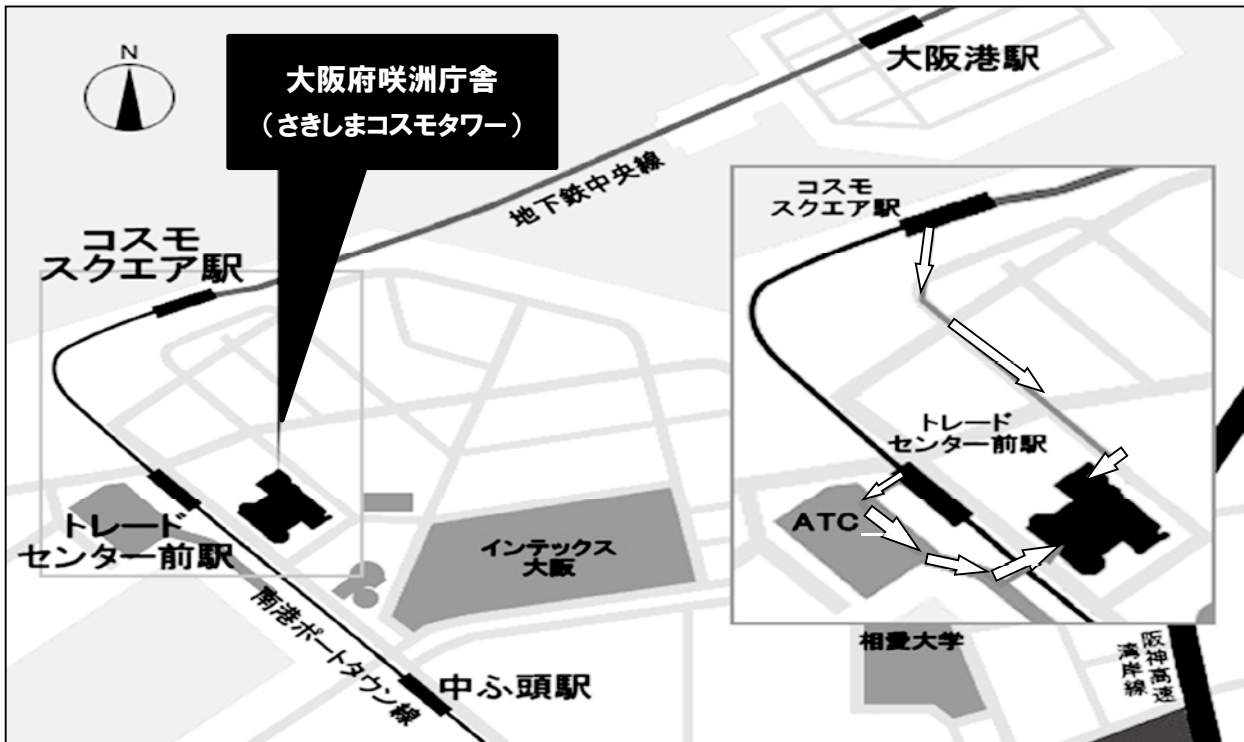 N
大阪府咲洲庁舎
（さきしまコスモタワー）
大阪港駅
地下鉄中央線
コスモ
スクエア駅
トレード
センター前駅
インテックス
大阪
南港ポートタウン線
中ふ頭駅
コスモ
スクエア駅
トレード
センター前駅
ATC
相愛大学
阪神高速
湾岸線